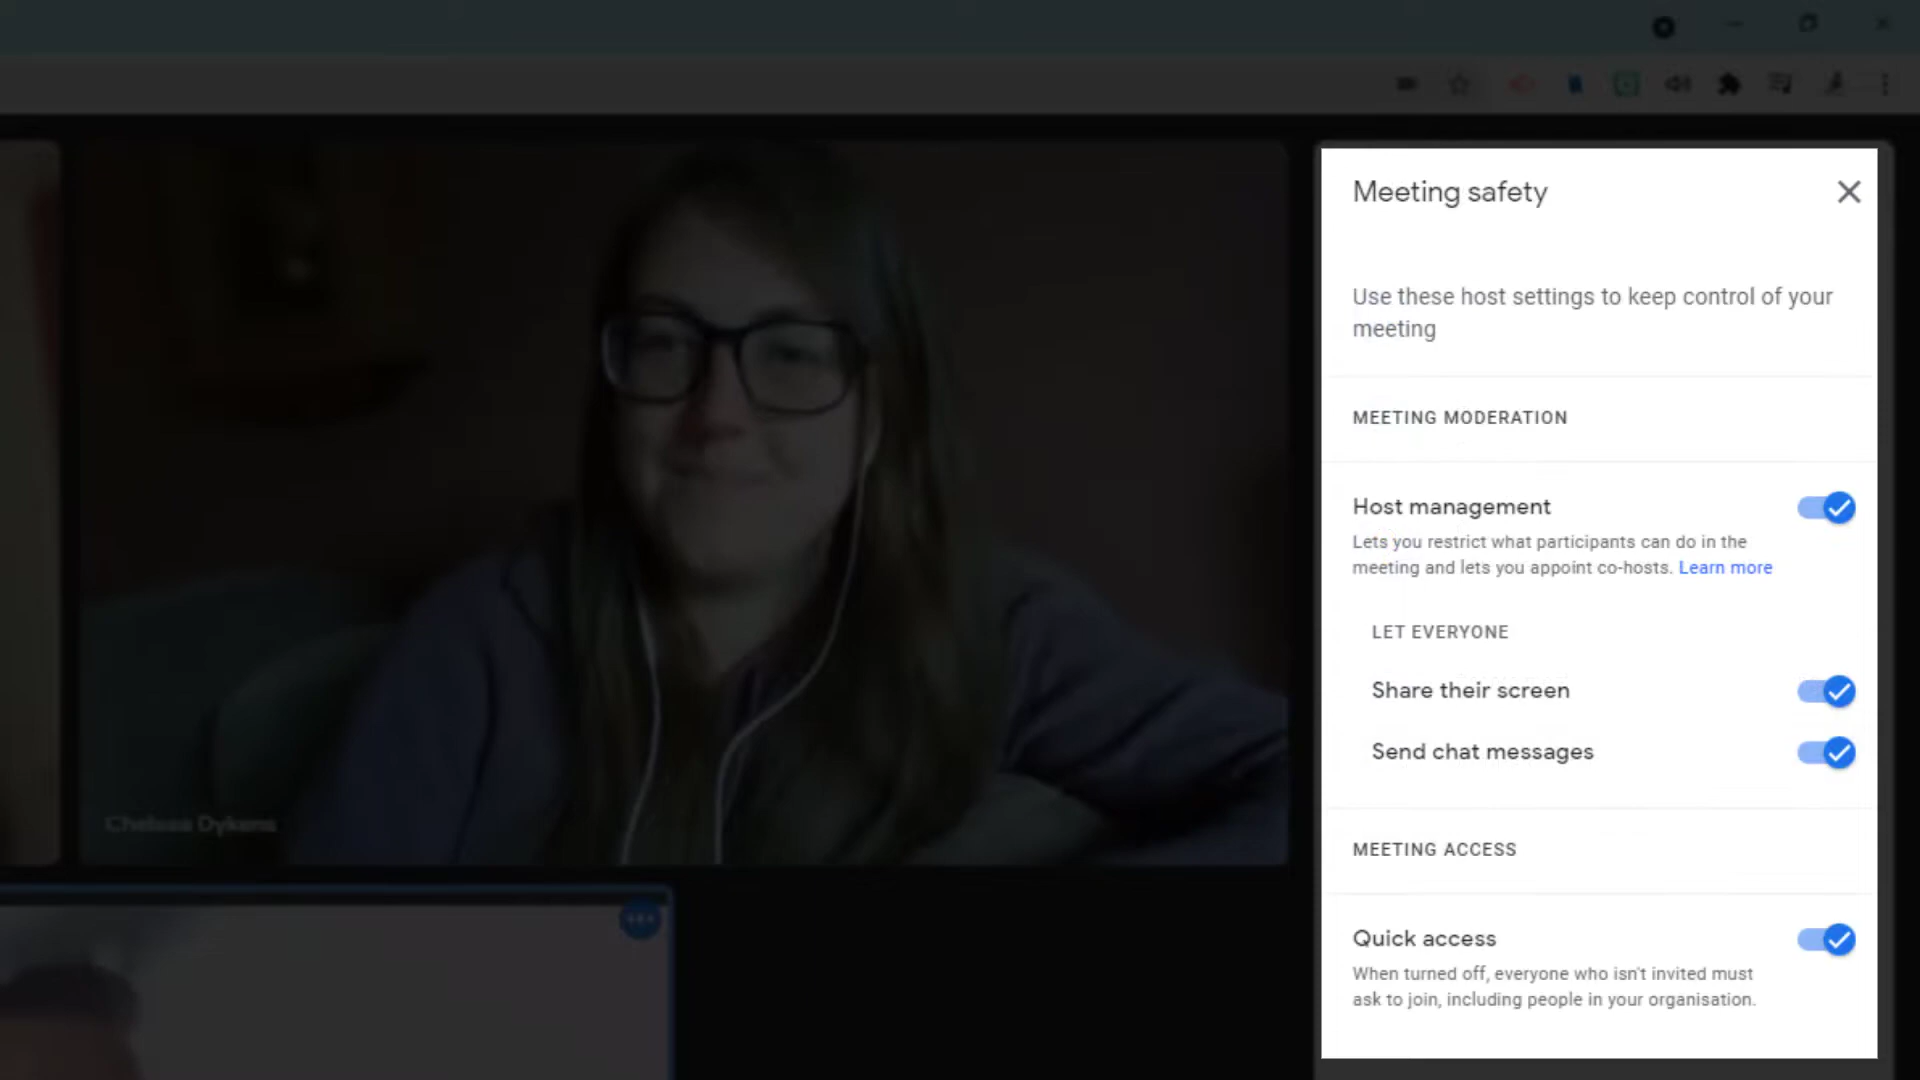 Meeting safety
Use these host settings to keep control of your
meeting
MEETING MODERATION
Host management
Lets you restrict what participants can do in the
meeting and lets you appoint co-hosts. Learn more
LET EVERYONE
Share their screen
Send chat messages
MEETING ACCESS
Quick access
When turned off, everyone who isn't invited must
ask to join, including people in your organisation.
Chelsea Dykens